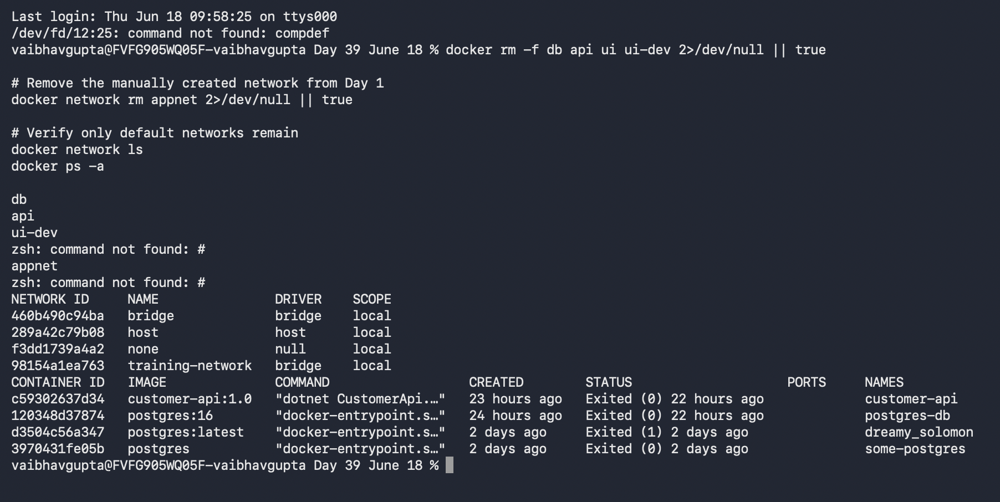 Last login: Thu Jun 18 09:58:25 on ttys000
/dev/fd/12:25: command not found: compdef
vaibhavgupta@FVFG905WQ05F-vaibhavgupta Day 39 June 18 % docker rm -f db api ui ui-dev 2>/dev/null || true
# Remove the manually created network from Day 1
docker network rm appnet 2>/dev/null || true
# Verify only default networks remain
docker network ls
docker ps -a
db
api
ui-dev
zsh: command not found: #
appnet
zsh: command not found: #
NETWORK ID     NAME               DRIVER    SCOPE
460b490c94ba   bridge             bridge    local
289a42c79b08   host               host      local
f3dd1739a4a2   none               null      local
98154a1ea763   training-network   bridge    local
CONTAINER ID   IMAGE              COMMAND                  CREATED        STATUS                    PORTS     NAMES
c59302637d34   customer-api:1.0   "dotnet CustomerApi.…"   23 hours ago   Exited (0) 22 hours ago             customer-api
120348d37874   postgres:16        "docker-entrypoint.s…"   24 hours ago   Exited (0) 22 hours ago             postgres-db
d3504c56a347   postgres:latest    "docker-entrypoint.s…"   2 days ago     Exited (1) 2 days ago               dreamy_solomon
3970431fe05b   postgres           "docker-entrypoint.s…"   2 days ago     Exited (0) 2 days ago               some-postgres
vaibhavgupta@FVFG905WQ05F-vaibhavgupta Day 39 June 18 %